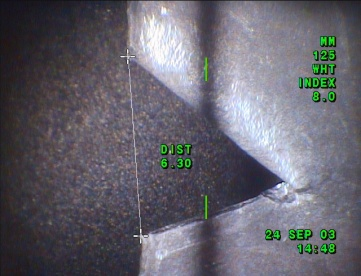 MM
125
WHT
INDEX
8.0
DIST
6.30
24 SEP 03
14:48